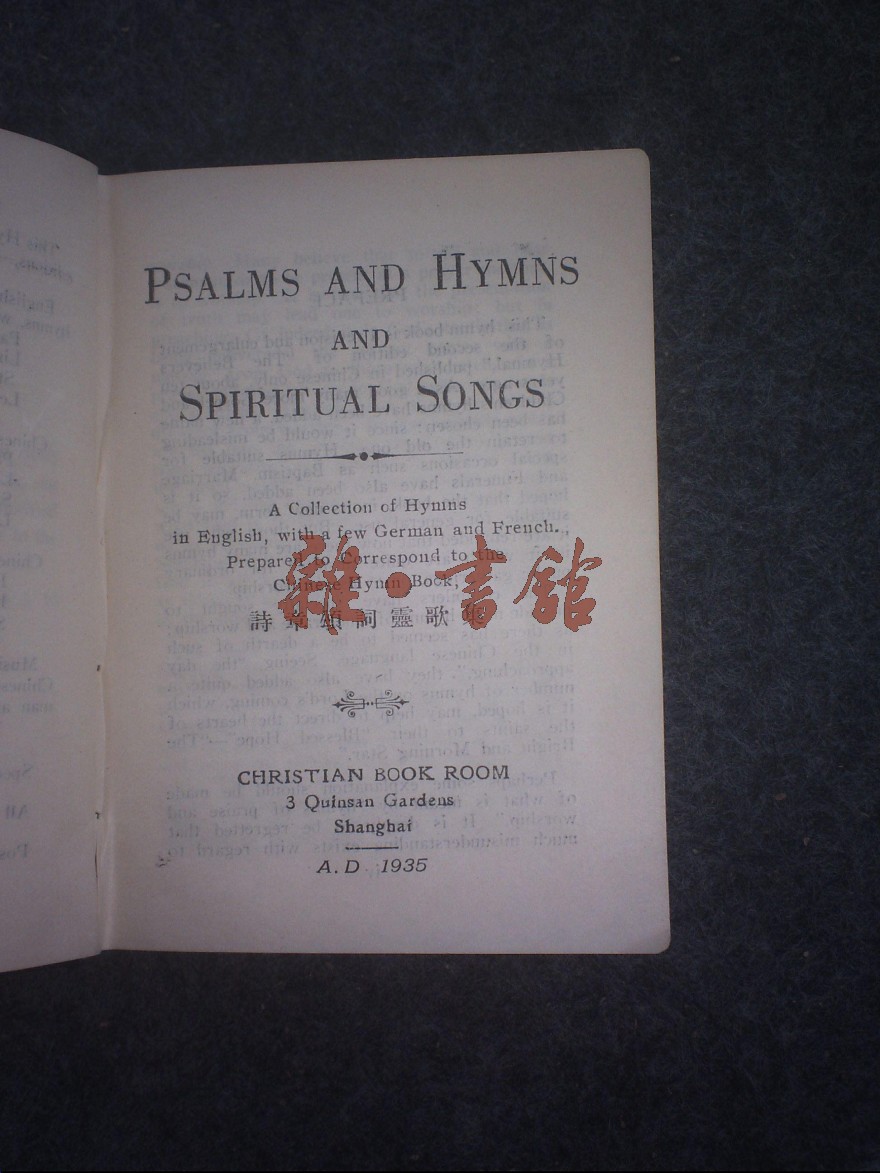 PSALMS AND HYMNS
AND
SPIRITUAL SONGS
A Collection of Hymns
in English, with a few German and French.
Prepared to Correspond to the
Chinese Hymn Book,
詩章頌詞靈歌集
雜·書館
CHRISTIAN BOOK ROOM
3 Quinsan Gardens
Shanghai
A.D 1935